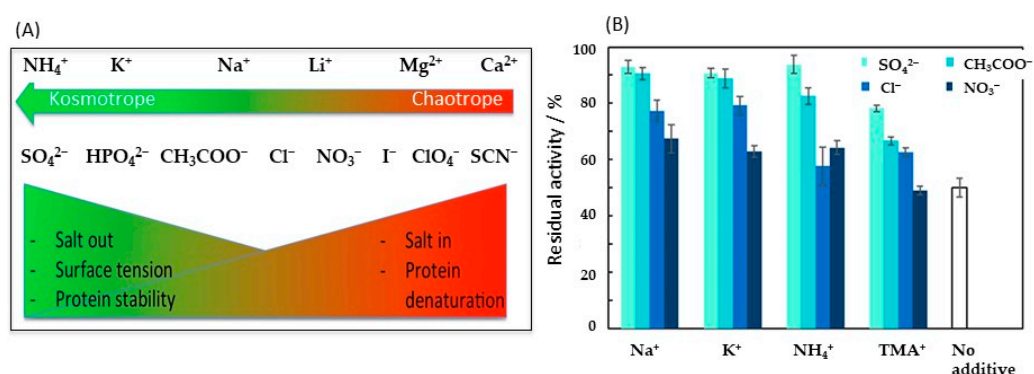 (A)
NH₄⁺ K⁺ Na⁺ Li⁺ Mg²⁺ Ca²⁺
Kosmotrope Chaotrope
SO₄²⁻ HPO₄²⁻ CH₃COO⁻ Cl⁻ NO₃⁻ I⁻ ClO₄⁻ SCN⁻
- Salt out
- Surface tension
- Protein stability
- Salt in
- Protein
denaturation
(B)
Residual activity / %
100
80
60
40
20
0
SO₄²⁻ CH₃COO⁻
Cl⁻ NO₃⁻
Na⁺ K⁺ NH₄⁺ TMA⁺ No
additive